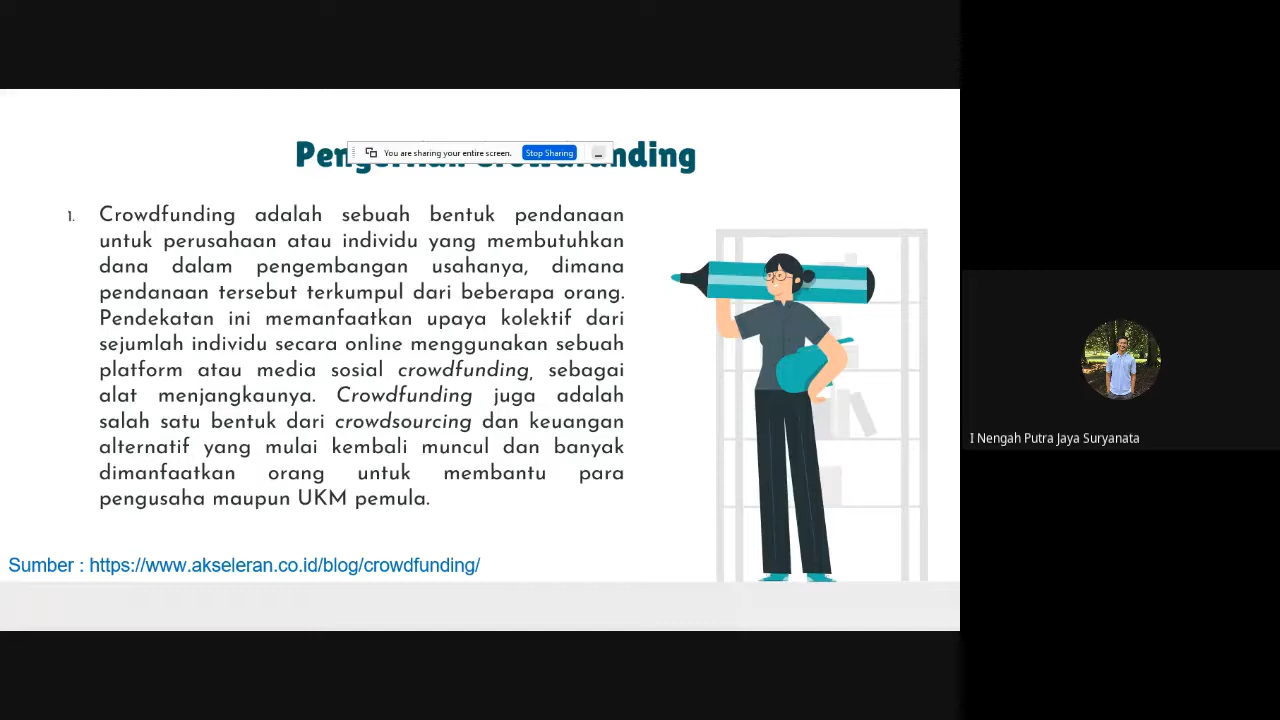 You are sharing your entire screen. Stop Sharing
1. Crowdfunding adalah sebuah bentuk pendanaan
untuk perusahaan atau individu yang membutuhkan
dana dalam pengembangan usahanya, dimana
pendanaan tersebut terkumpul dari beberapa orang.
Pendekatan ini memanfaatkan upaya kolektif dari
sejumlah individu secara online menggunakan sebuah
platform atau media sosial crowdfunding, sebagai
alat menjangkaunya. Crowdfunding juga adalah
salah satu bentuk dari crowdsourcing dan keuangan
alternatif yang mulai kembali muncul dan banyak
dimanfaatkan orang untuk membantu para
pengusaha maupun UKM pemula.
Sumber : https://www.akseleran.co.id/blog/crowdfunding/
I Nengah Putra Jaya Suryanata